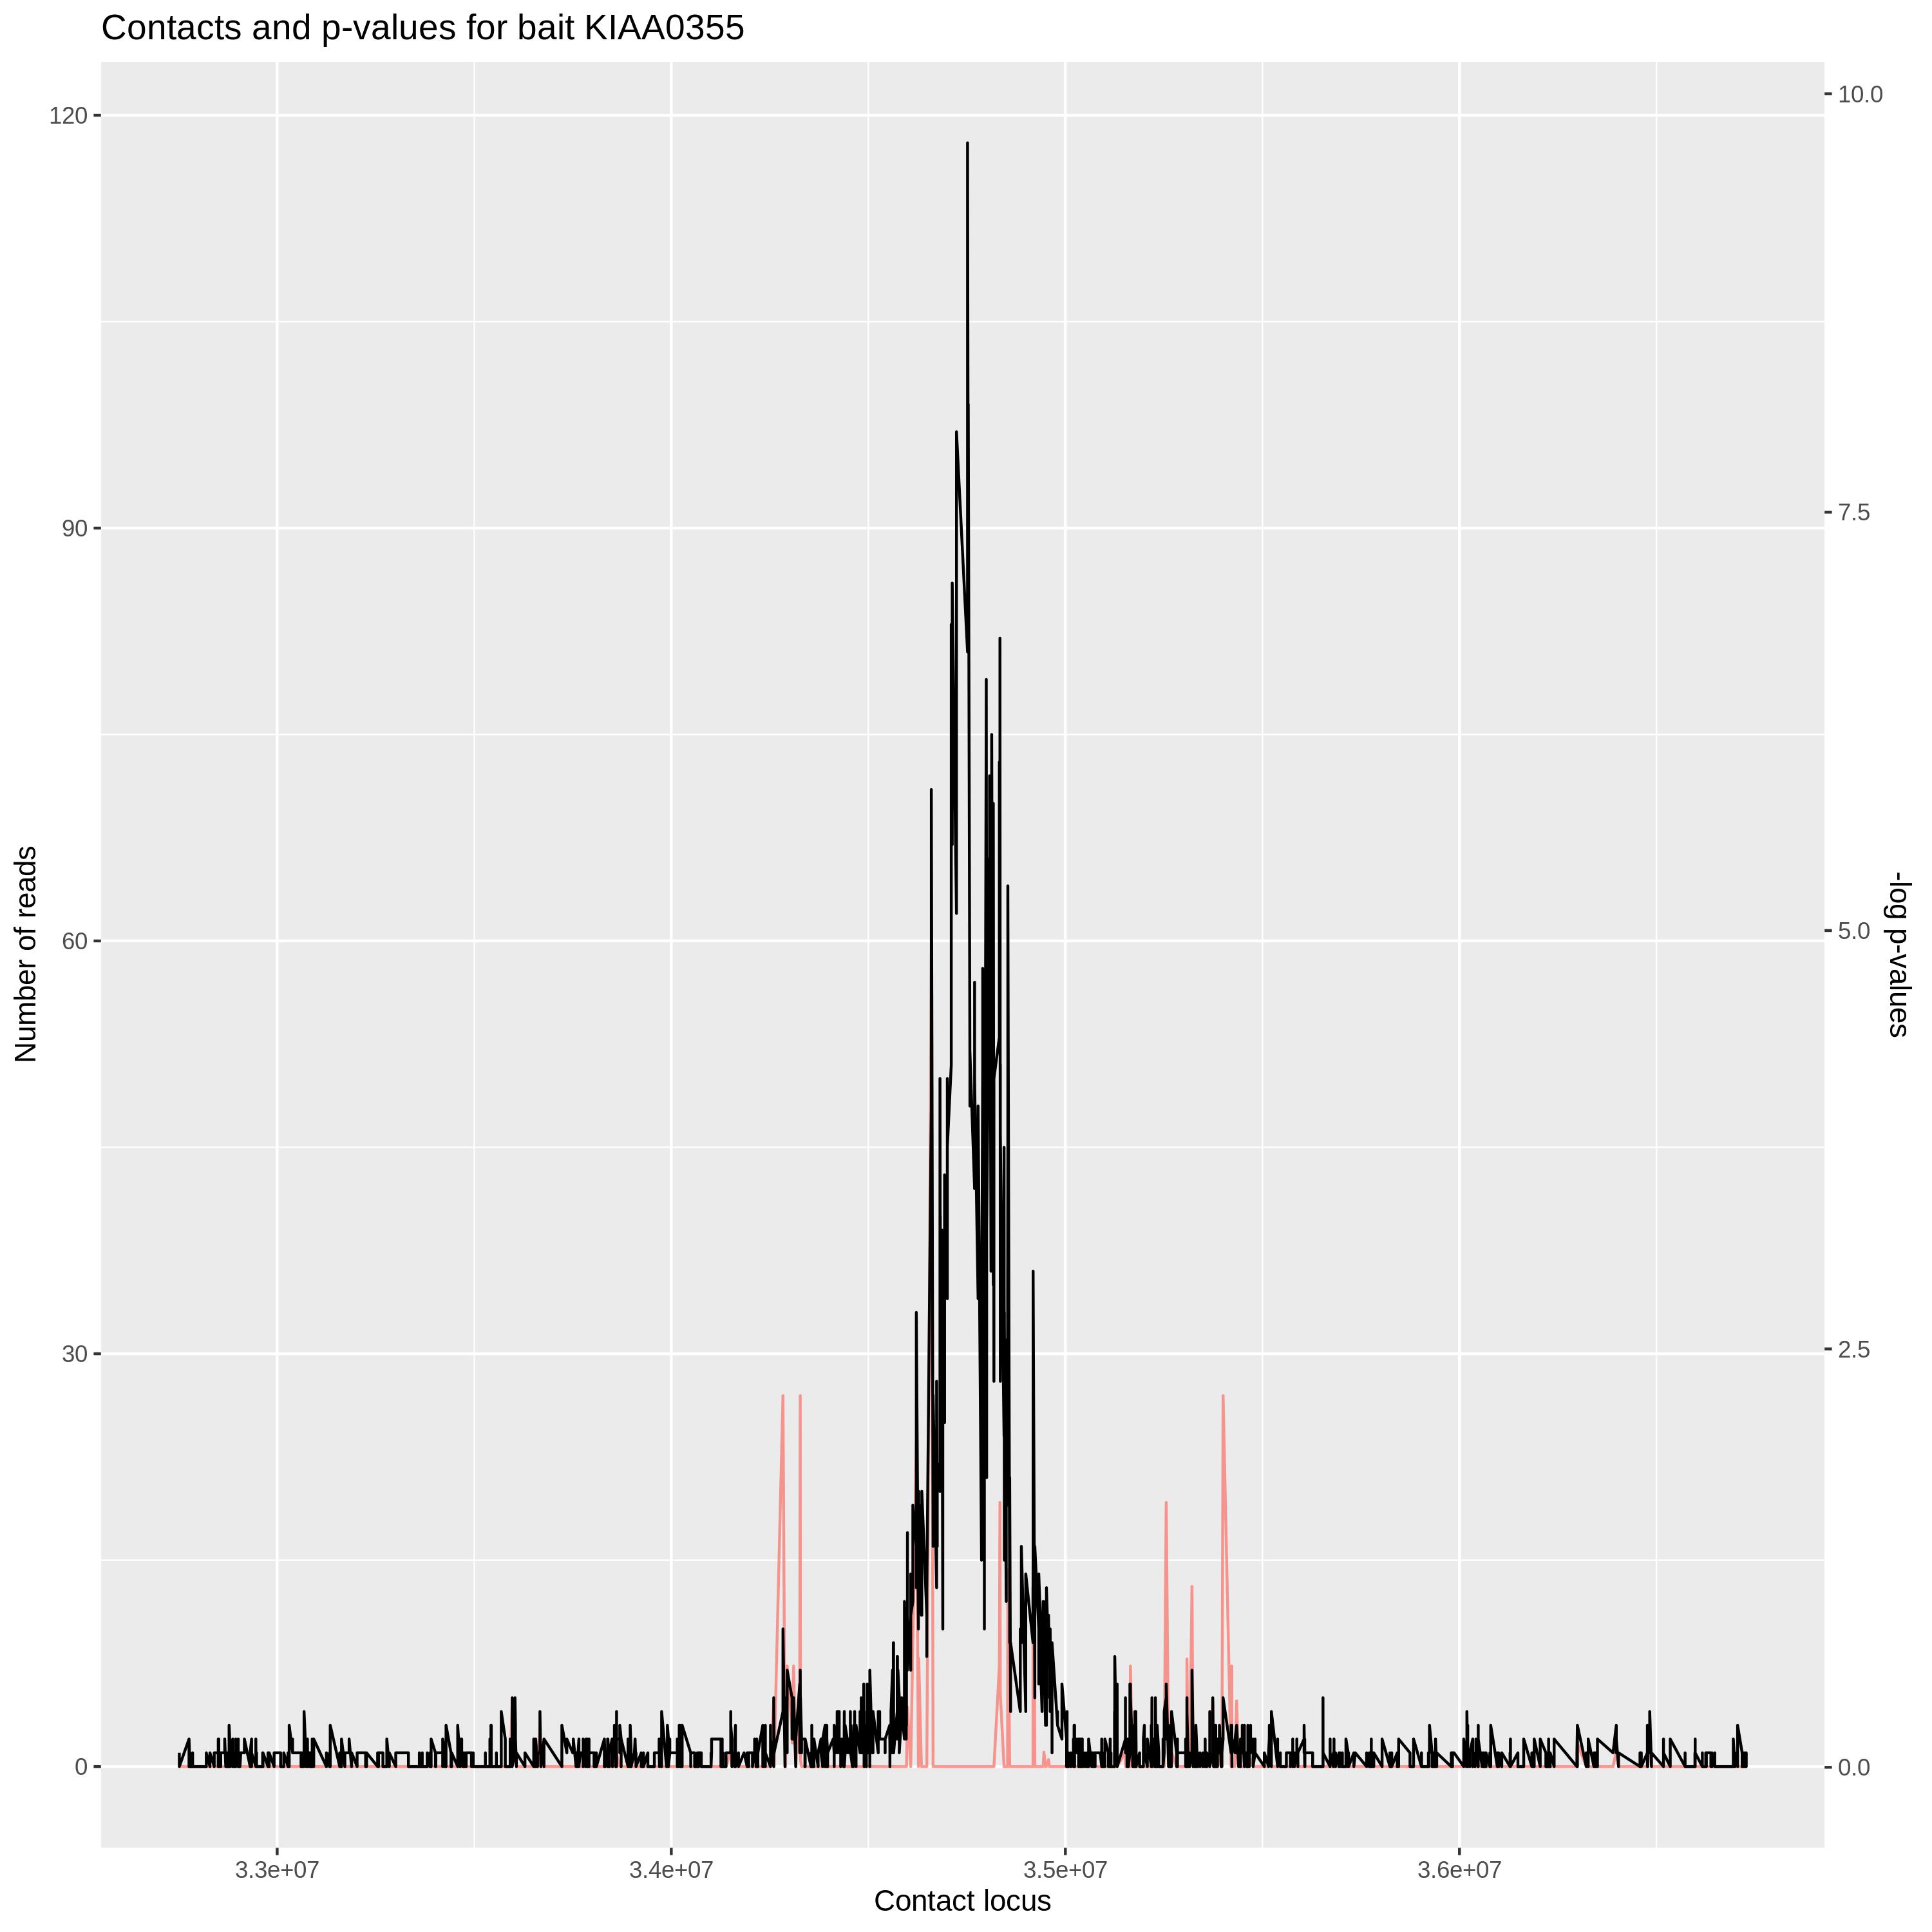 Contacts and p-values for bait KIAA0355
120
90
60
30
0
Number of reads
10.0
7.5
5.0
2.5
0.0
-log p-values
3.3e+07
3.4e+07
3.5e+07
3.6e+07
Contact locus